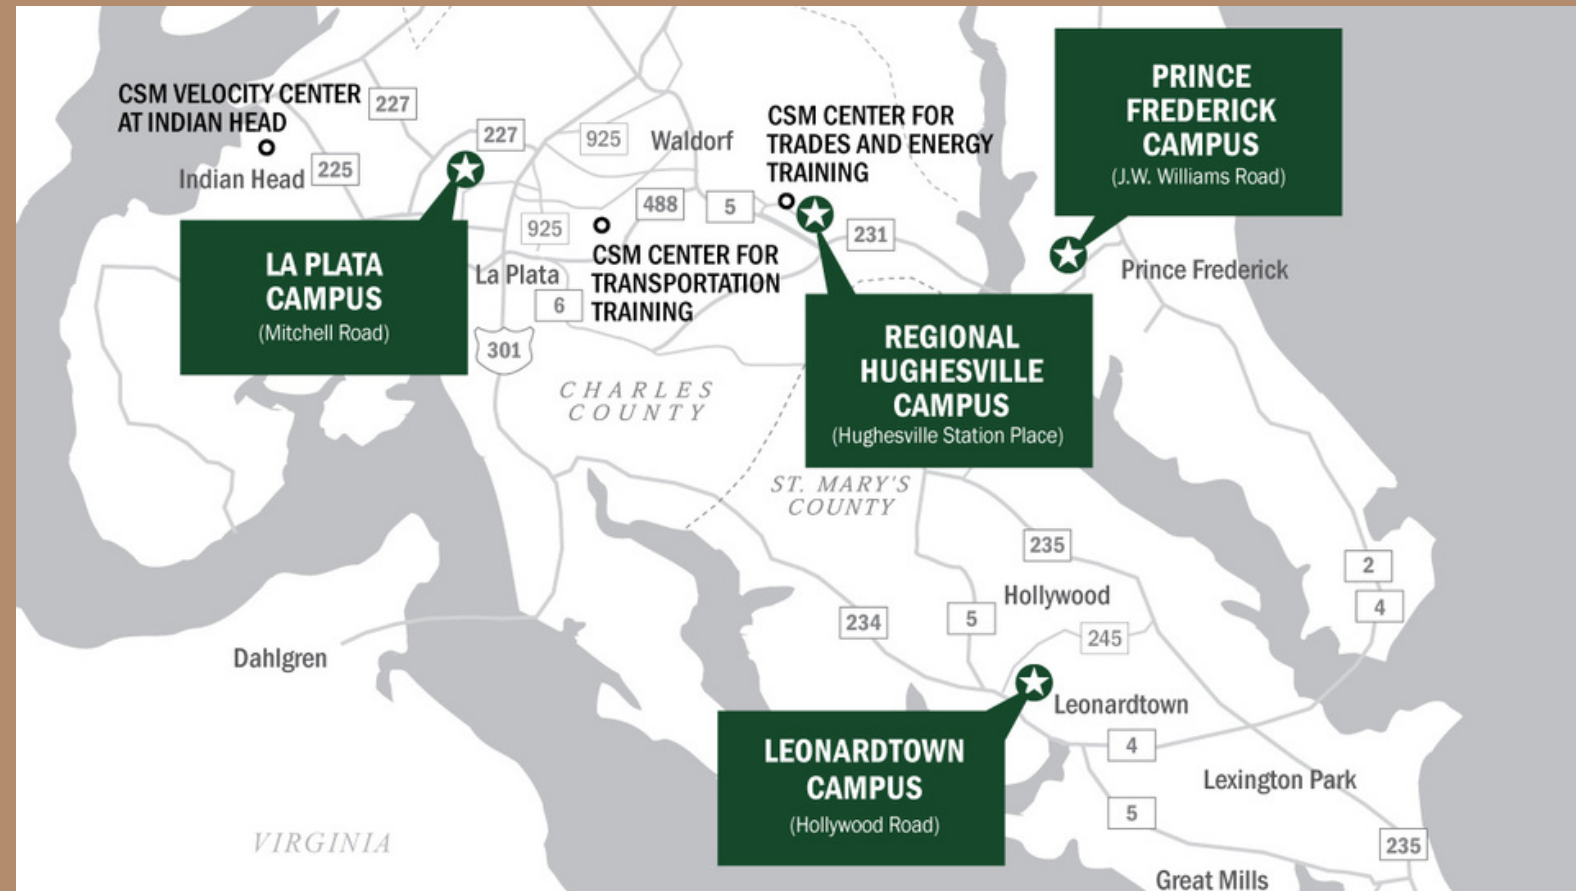 CSM VELOCITY CENTER
AT INDIAN HEAD
227
Indian Head
225
227
925
Waldorf
CSM CENTER FOR
TRADES AND ENERGY
TRAINING
PRINCE
FREDERICK
CAMPUS
(J.W. Williams Road)
488
5
231
925
CSM CENTER FOR
TRANSPORTATION
TRAINING
LA PLATA
CAMPUS
(Mitchell Road)
La Plata
6
301
Prince Frederick
REGIONAL
HUGHESVILLE
CAMPUS
(Hughesville Station Place)
CHARLES
COUNTY
ST. MARY'S
COUNTY
235
2
4
Hollywood
234
5
245
Dahlgren
Leonardtown
LEONARDTOWN
CAMPUS
(Hollywood Road)
4
Lexington Park
5
235
VIRGINIA
Great Mills